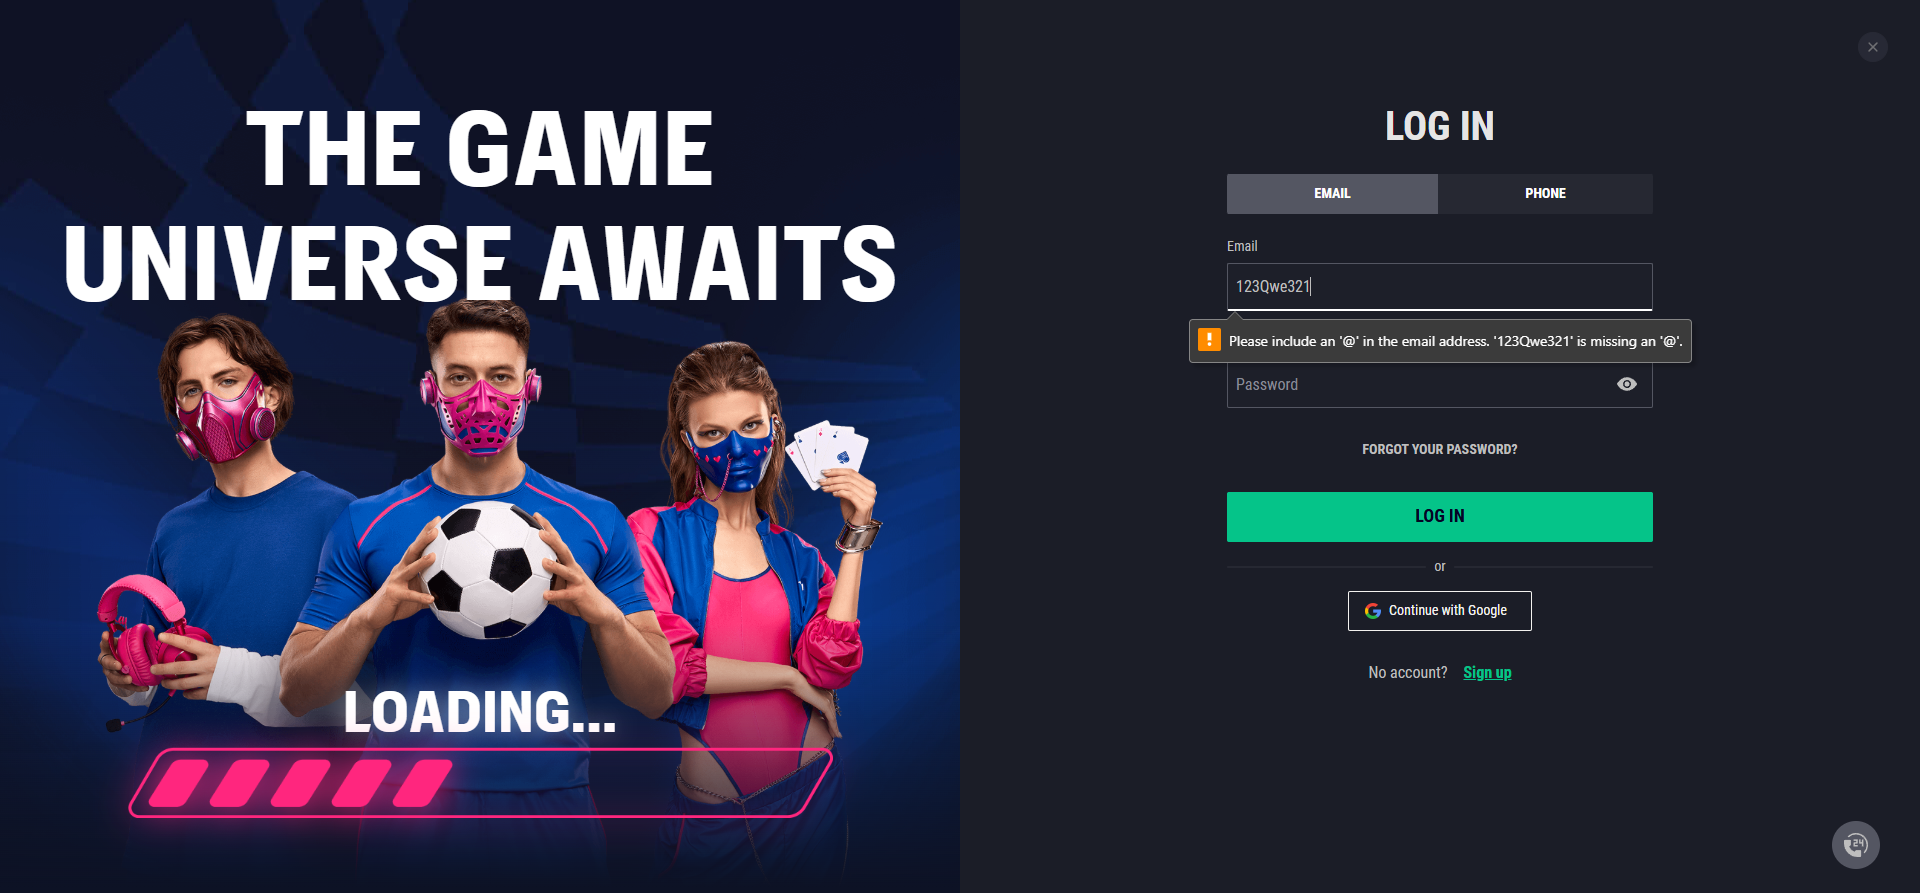 THE GAME
UNIVERSE AWAITS
LOADING...
LOG IN
EMAIL
PHONE
Email
123Qwe321
Please include an '@' in the email address. '123Qwe321' is missing an '@'.
Password
FORGOT YOUR PASSWORD?
LOG IN
or
Continue with Google
No account? Sign up
24